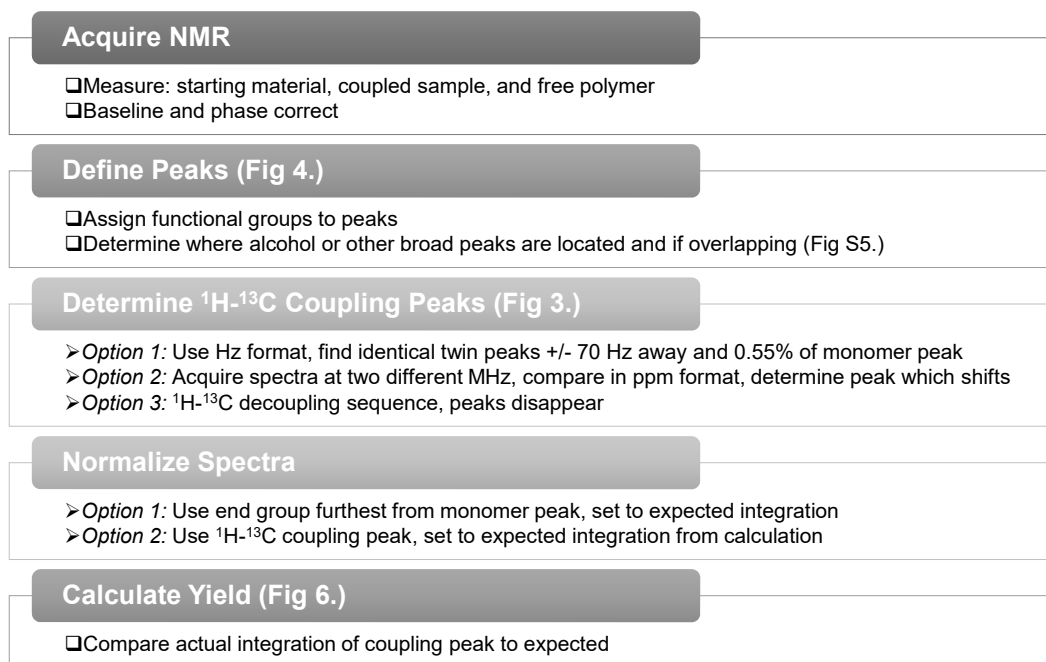 Acquire NMR
❑Measure: starting material, coupled sample, and free polymer
❑Baseline and phase correct
Define Peaks (Fig 4.)
❑Assign functional groups to peaks
❑Determine where alcohol or other broad peaks are located and if overlapping (Fig S5.)
Determine ¹H-¹³C Coupling Peaks (Fig 3.)
➢Option 1: Use Hz format, find identical twin peaks +/- 70 Hz away and 0.55% of monomer peak
➢Option 2: Acquire spectra at two different MHz, compare in ppm format, determine peak which shifts
➢Option 3: ¹H-¹³C decoupling sequence, peaks disappear
Normalize Spectra
➢Option 1: Use end group furthest from monomer peak, set to expected integration
➢Option 2: Use ¹H-¹³C coupling peak, set to expected integration from calculation
Calculate Yield (Fig 6.)
❑Compare actual integration of coupling peak to expected